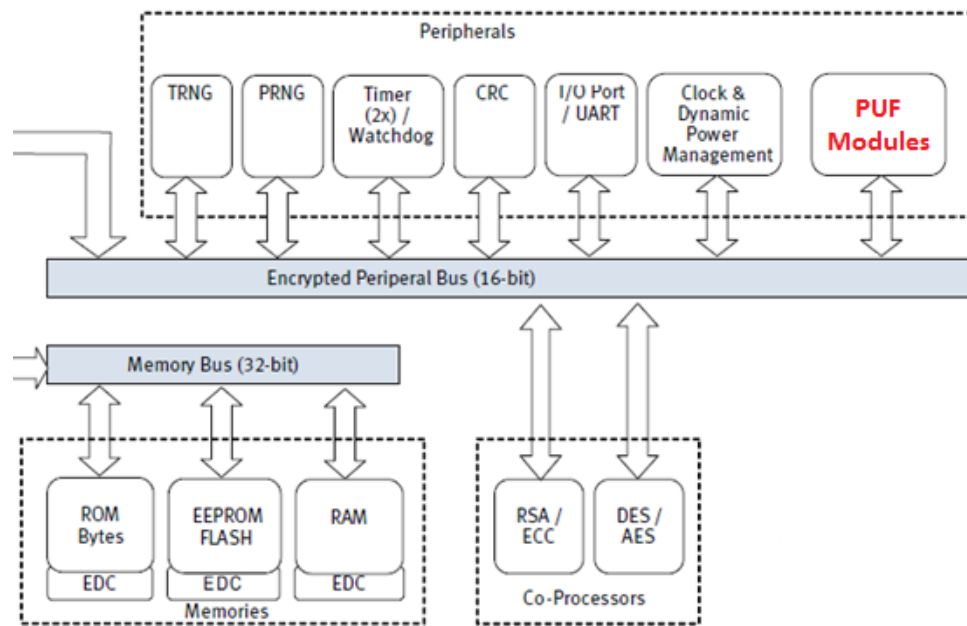 Peripherals
TRNG
PRNG
Timer
(2x) /
Watchdog
CRC
I/O Port
/ UART
Clock &
Dynamic
Power
Management
PUF
Modules
Encrypted Periperal Bus (16-bit)
Memory Bus (32-bit)
ROM
Bytes
EDC
EEPROM
FLASH
EDC
RAM
EDC
Memories
RSA /
ECC
DES /
AES
Co-Processors